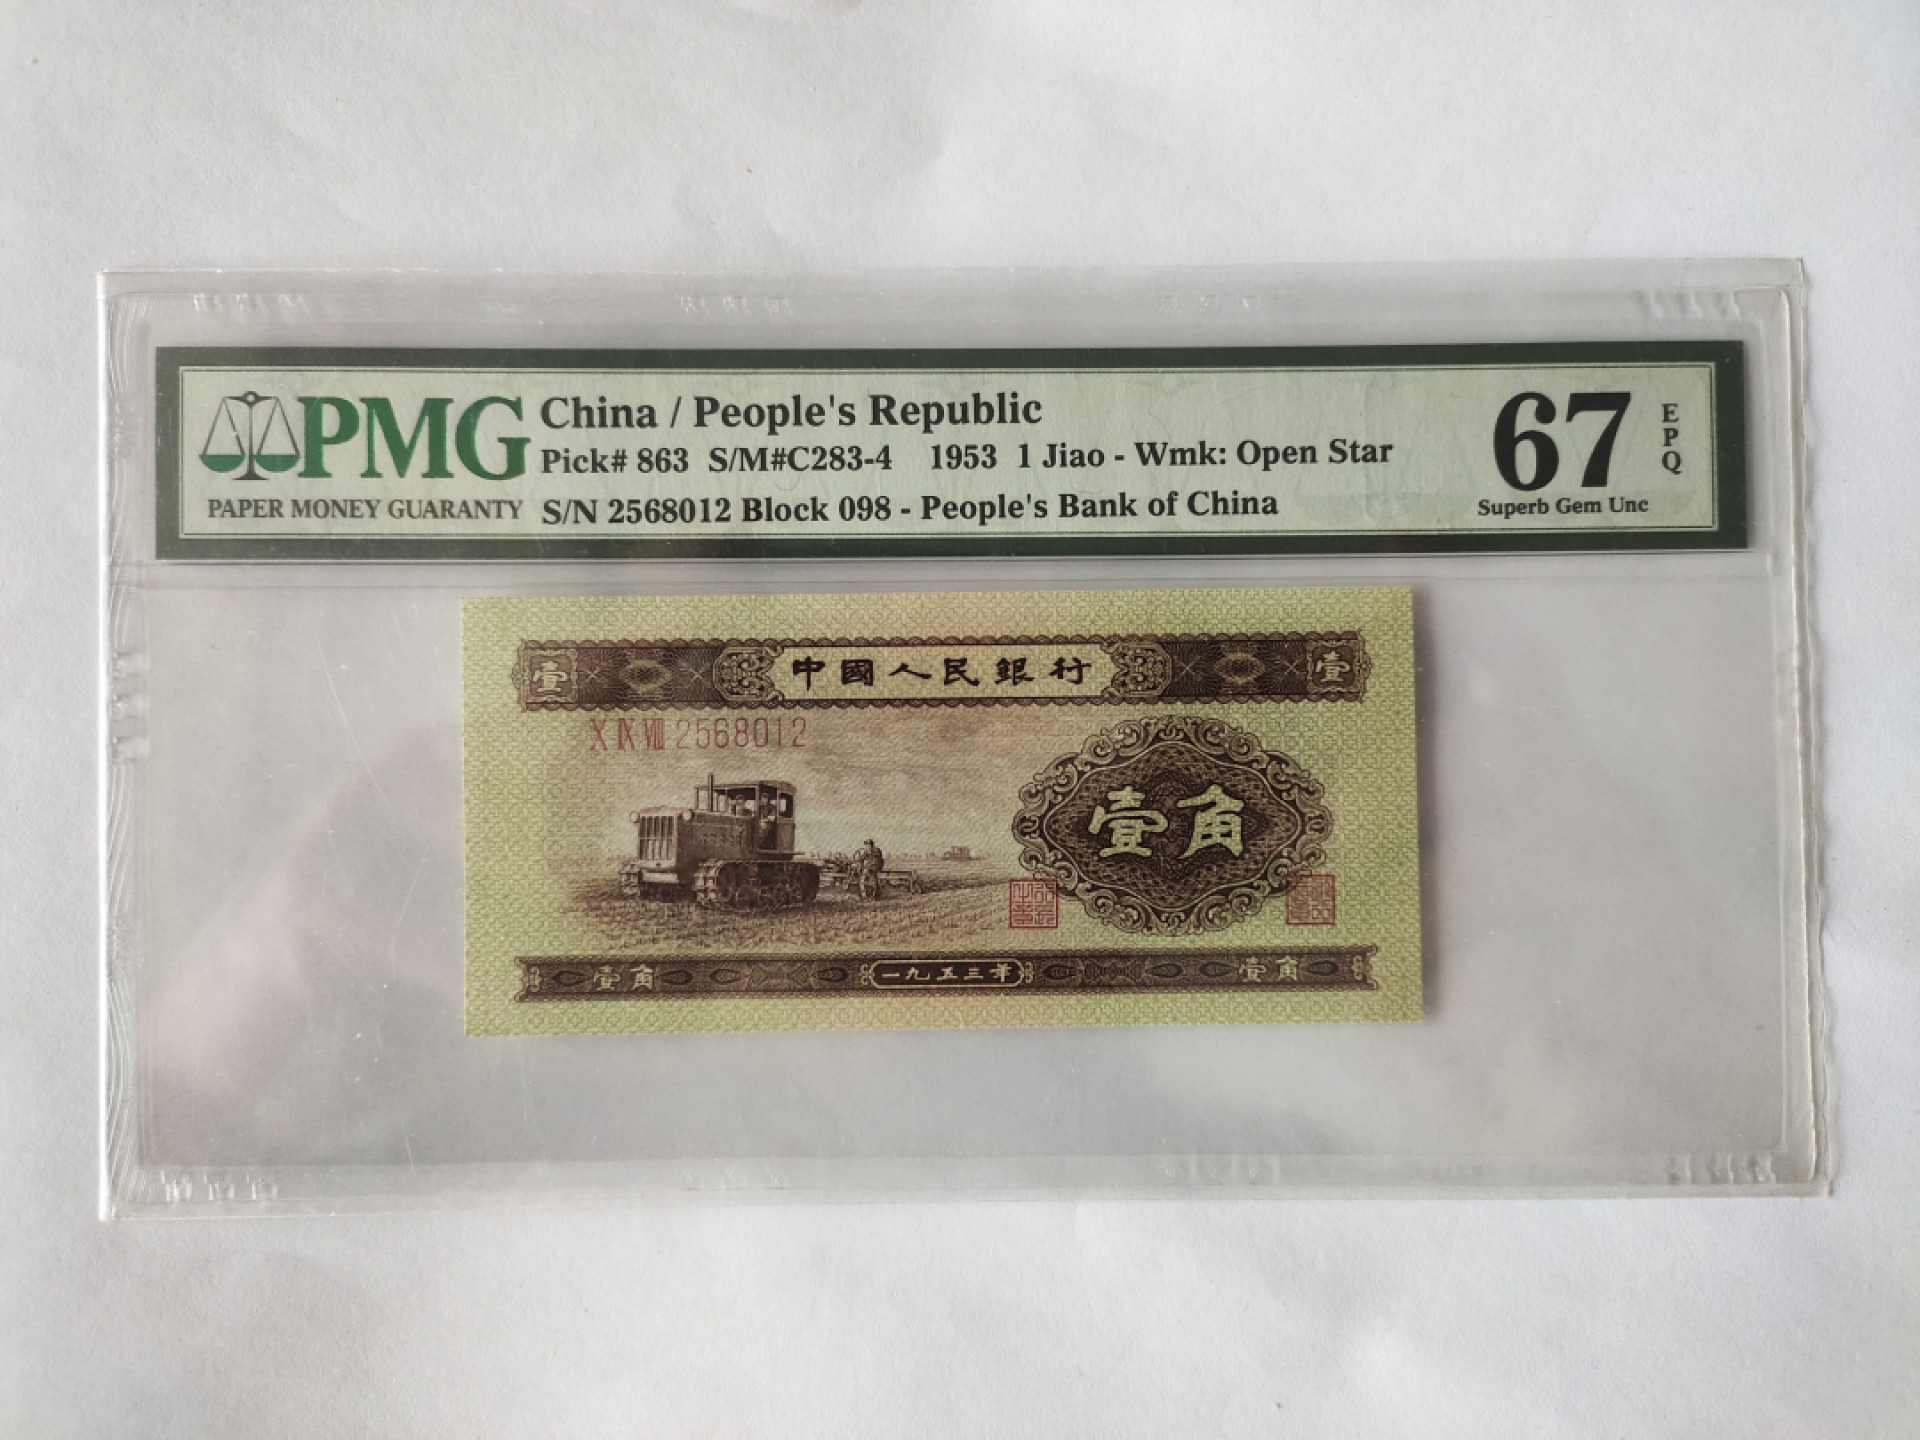 PMG
PAPER MONEY GUARANTY
China / People's Republic
Pick# 863 S/M#C283-4 1953 1 Jiao - Wmk: Open Star
S/N 2568012 Block 098 - People's Bank of China
67
EPQ
Superb Gem Unc
壹 中國人民銀行 壹
X IX VIII 2568012
壹角
壹角 一九五三年 壹角